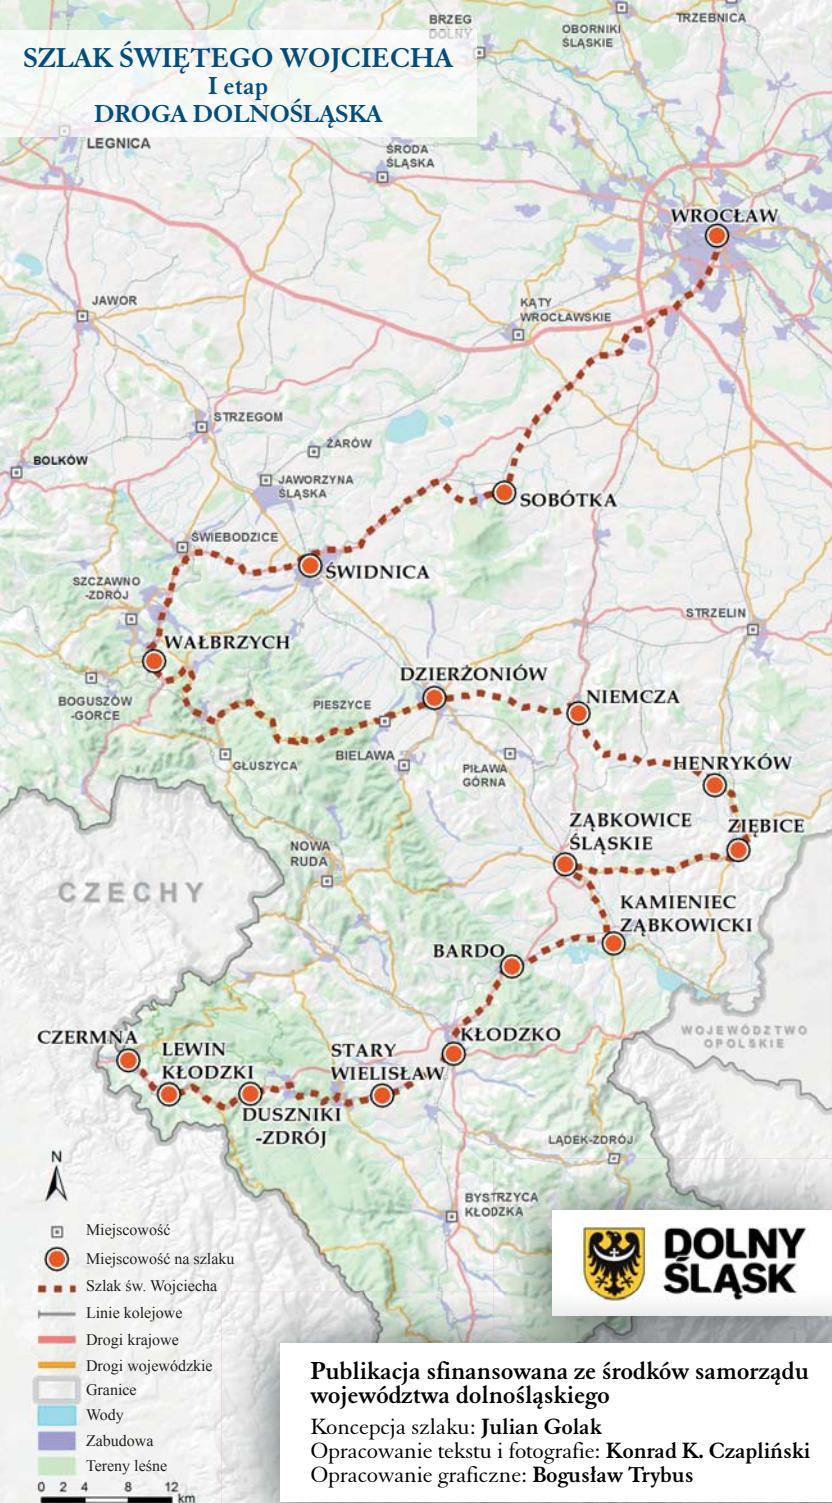 BRZEG
DOLNY
OBORNIKI
ŚLĄSKIE
TRZEBNICA
SZLAK ŚWIĘTEGO WOJCIECHA
I etap
DROGA DOLNOŚLĄSKA
LEGNICA
ŚRODA
ŚLĄSKA
WROCŁAW
JAWOR
KĄTY
WROCŁAWSKIE
STRZEGOM
ŻARÓW
BOLKÓW
JAWORZYNA
ŚLĄSKA
SOBÓTKA
ŚWIEBODZICE
ŚWIDNICA
SZCZAWNO
-ZDRÓJ
STRZELIN
WAŁBRZYCH
DZIERŻONIÓW
NIEMCZA
BOGUSZÓW
-GORCE
PIESZYCE
GŁUSZYCA
BIELAWA
PIŁAWA
GÓRNA
HENRYKÓW
ZĄBKOWICE
ŚLĄSKIE
ZIĘBICE
NOWA
RUDA
CZECHY
KAMIENIEC
ZĄBKOWICKI
BARDO
WOJEWÓDZTWO
OPOLSKIE
CZERMNA
LEWIN
KŁODZKI
STARY
WIELISŁAW
KŁODZKO
DUSZNIKI
-ZDRÓJ
LĄDEK-ZDRÓJ
BYSTRZYCA
KŁODZKA
N
Miejscowość
Miejscowość na szlaku
Szlak św. Wojciecha
Linie kolejowe
Drogi krajowe
Drogi wojewódzkie
Granice
Wody
Zabudowa
Tereny leśne
0 2 4 8 12
km
DOLNY
ŚLĄSK
Publikacja sfinansowana ze środków samorządu
województwa dolnośląskiego
Koncepcja szlaku: Julian Golak
Opracowanie tekstu i fotografie: Konrad K. Czapliński
Opracowanie graficzne: Bogusław Trybus